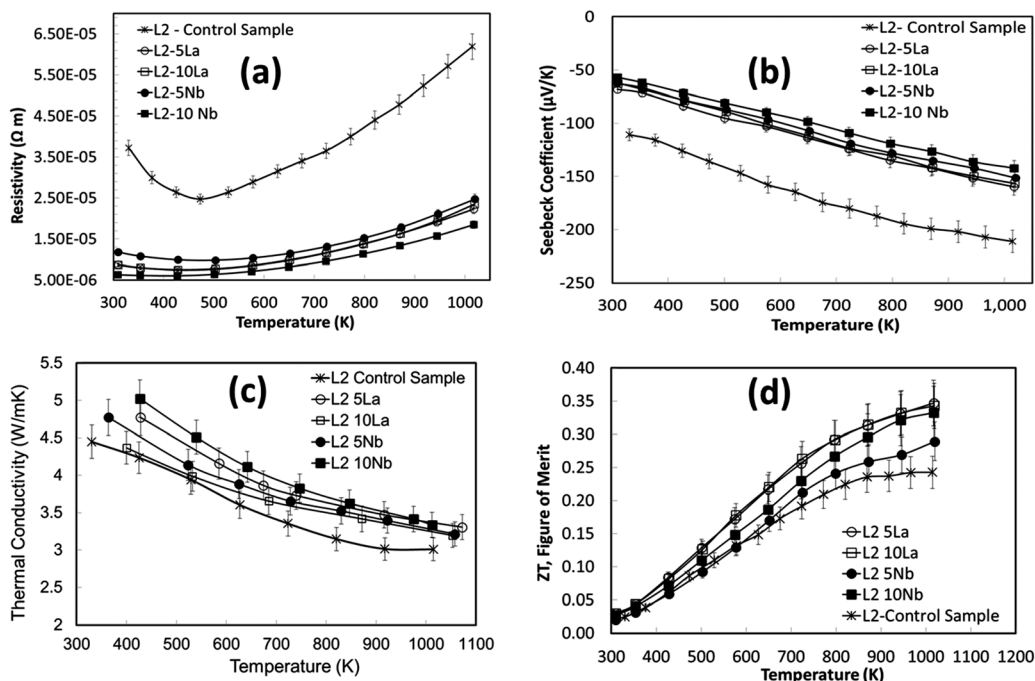 (a)
L2 - Control Sample
L2-5La
L2-10La
L2-5Nb
L2-10 Nb
Resistivity (Ω m)
6.50E-05
5.50E-05
4.50E-05
3.50E-05
2.50E-05
1.50E-05
5.00E-06
300 400 500 600 700 800 900 1000
Temperature (K)
(b)
L2- Control Sample
L2-5La
L2-10La
L2-5Nb
L2-10 Nb
Seebeck Coefficient (µV/K)
0
-50
-100
-150
-200
-250
300 400 500 600 700 800 900 1,000
Temperature (K)
(c)
L2 Control Sample
L2 5La
L2 10La
L2 5Nb
L2 10Nb
Thermal Conductivity (W/mK)
5.5
5
4.5
4
3.5
3
2.5
2
300 400 500 600 700 800 900 1000 1100
Temperature (K)
(d)
L2 5La
L2 10La
L2 5Nb
L2 10Nb
L2-Control Sample
ZT, Figure of Merit
0.40
0.35
0.30
0.25
0.20
0.15
0.10
0.05
0.00
300 400 500 600 700 800 900 1000 1100 1200
Temperature (K)